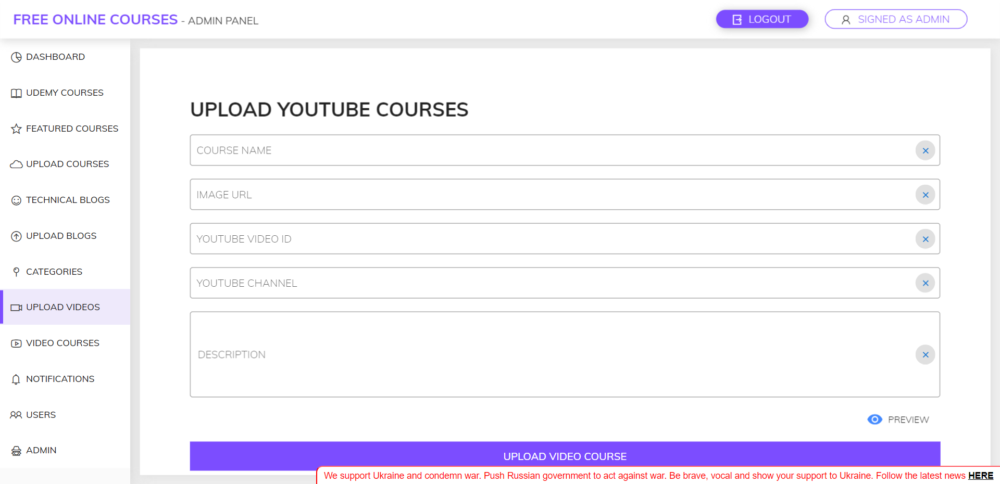 FREE ONLINE COURSES - ADMIN PANEL
LOGOUT
SIGNED AS ADMIN
DASHBOARD
UDEMY COURSES
FEATURED COURSES
UPLOAD COURSES
TECHNICAL BLOGS
UPLOAD BLOGS
CATEGORIES
UPLOAD VIDEOS
VIDEO COURSES
NOTIFICATIONS
USERS
ADMIN
UPLOAD YOUTUBE COURSES
COURSE NAME
IMAGE URL
YOUTUBE VIDEO ID
YOUTUBE CHANNEL
DESCRIPTION
PREVIEW
UPLOAD VIDEO COURSE
We support Ukraine and condemn war. Push Russian government to act against war. Be brave, vocal and show your support to Ukraine. Follow the latest news HERE